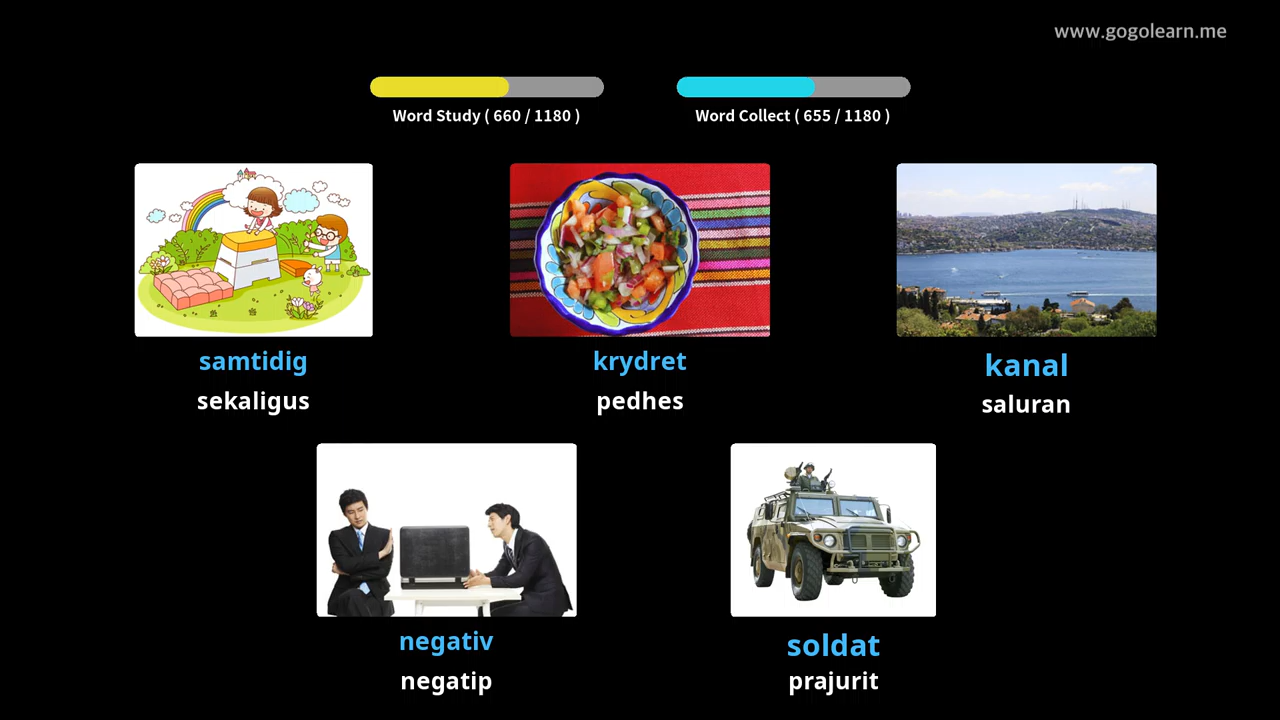 www.gogolearn.me
Word Study ( 660 / 1180 )
Word Collect ( 655 / 1180 )
samtidig
sekaligus
krydret
pedhes
kanal
saluran
negativ
negatip
soldat
prajurit